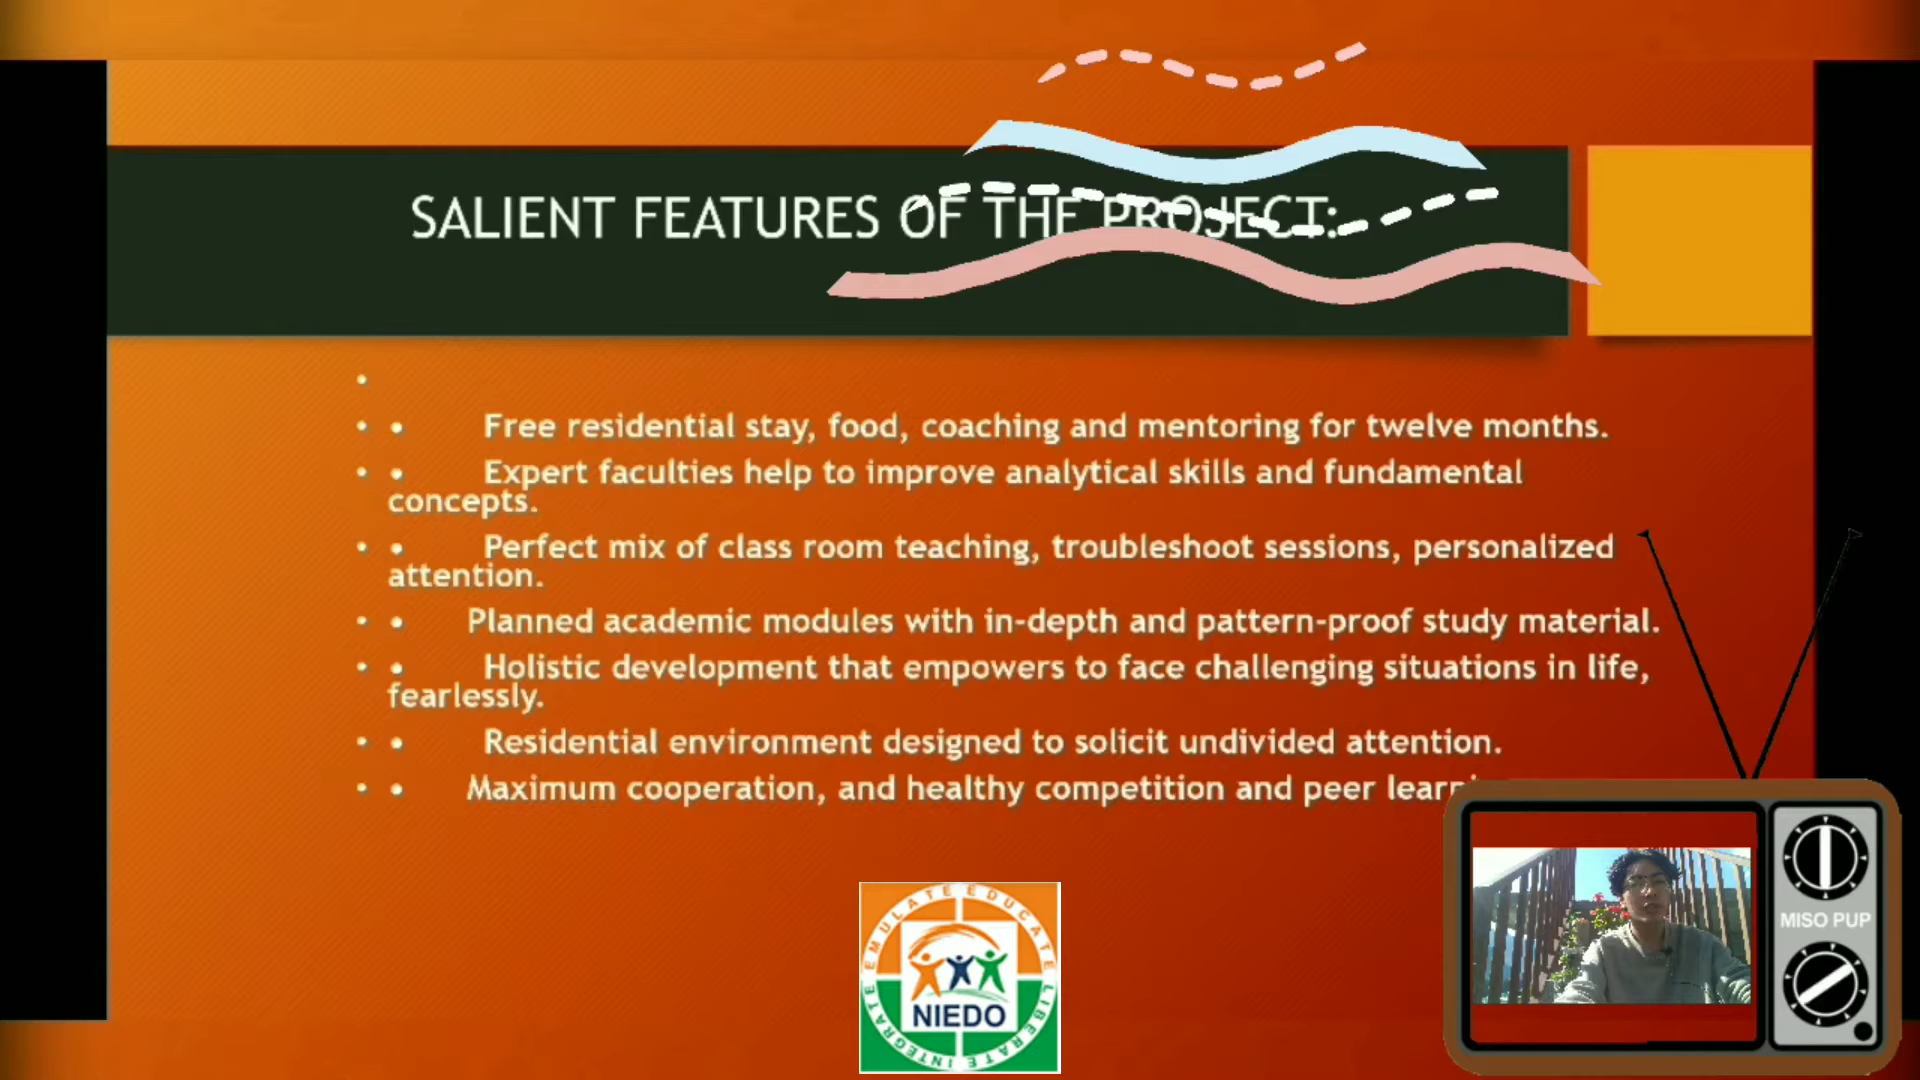 SALIENT FEATURES OF THE PROJECT:
•
• • Free residential stay, food, coaching and mentoring for twelve months.
• • Expert faculties help to improve analytical skills and fundamental
concepts.
• • Perfect mix of class room teaching, troubleshoot sessions, personalized
attention.
• • Planned academic modules with in-depth and pattern-proof study material.
• • Holistic development that empowers to face challenging situations in life,
fearlessly.
• • Residential environment designed to solicit undivided attention.
• • Maximum cooperation, and healthy competition and peer
MISO PUP
EMULATE EDUCATE LIBERATE INTEGRATE
NIEDO